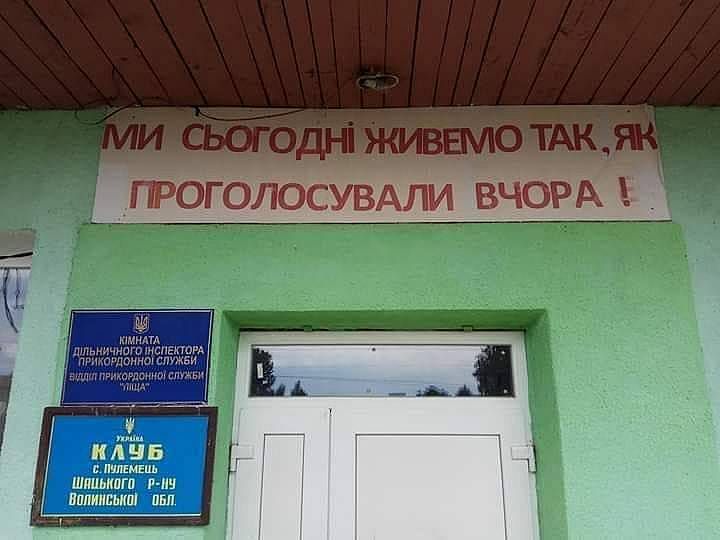 МИ СЬОГОДНІ ЖИВЕМО ТАК, ЯК
ПРОГОЛОСУВАЛИ ВЧОРА !
КІМНАТА
ДІЛЬНИЧНОГО ІНСПЕКТОРА
ПРИКОРДОННОЇ СЛУЖБИ
ВІДДІЛ ПРИКОРДОННОЇ СЛУЖБИ
"ПІЩА"
Україна
КЛУБ
с. Пулемець
Шацького р-ну
Волинської обл.